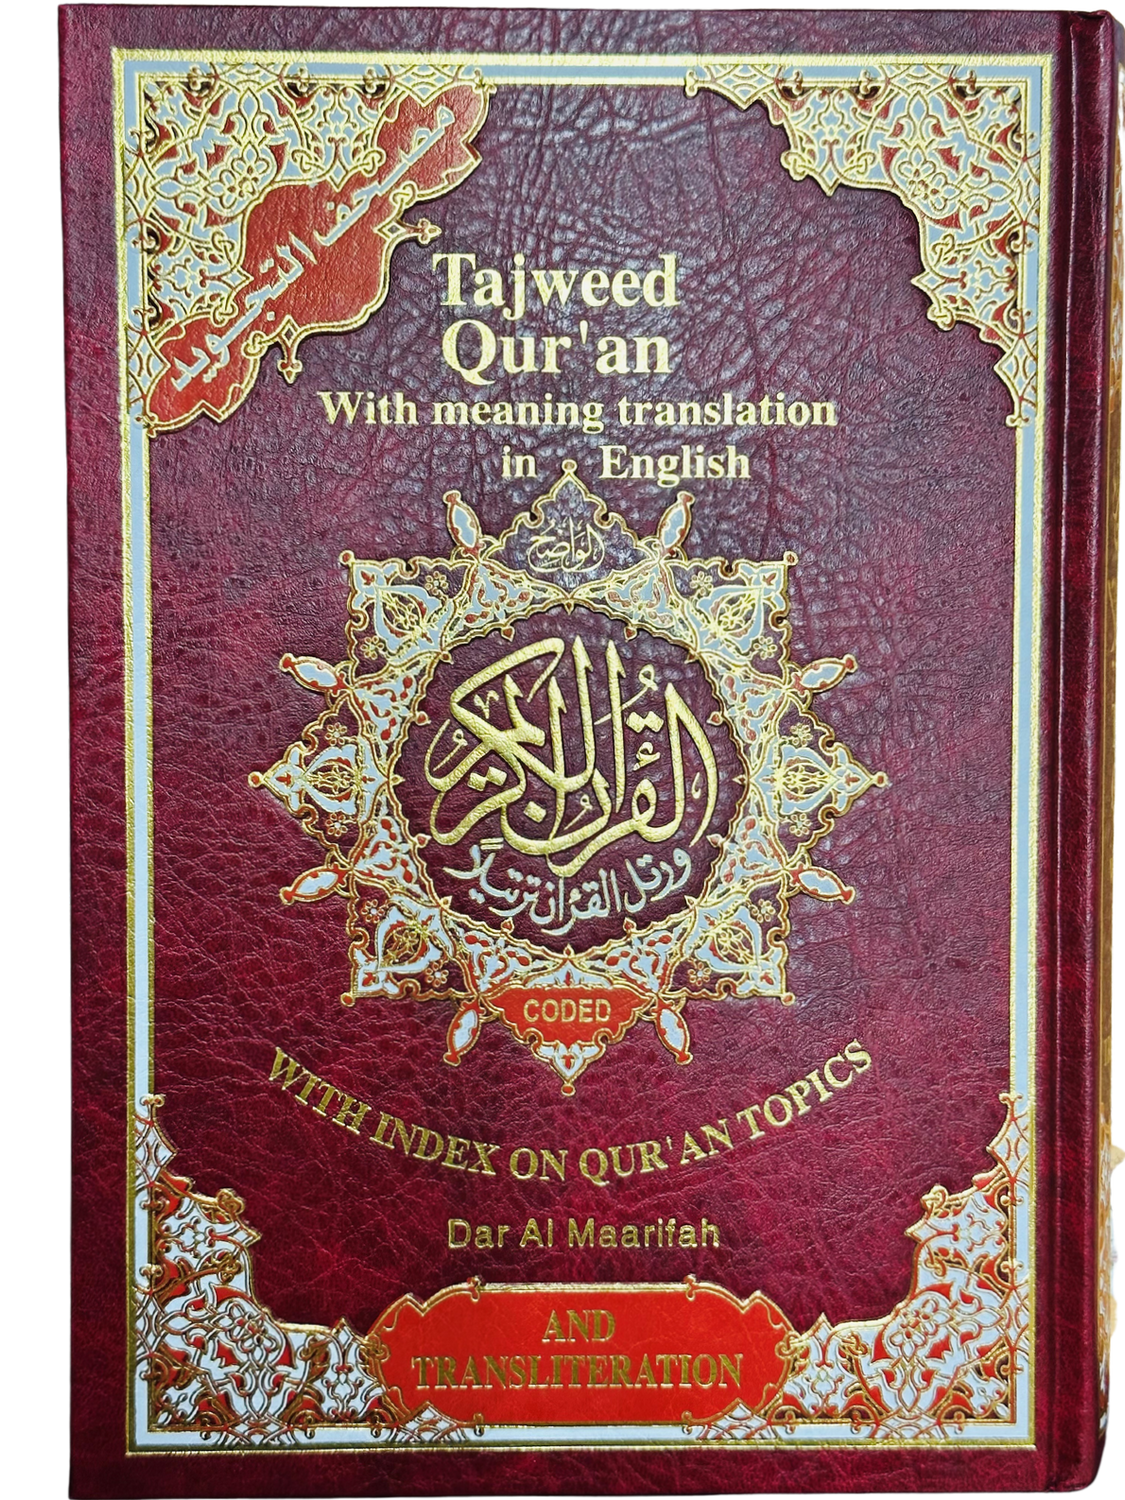 مصحف التجويد
Tajweed
Qur'an
With meaning translation
in English
الواضح
القرآن الكريم
ورتل القرآن ترتيلا
CODED
WITH INDEX ON QUR'AN TOPICS
Dar Al Maarifah
AND
TRANSLITERATION